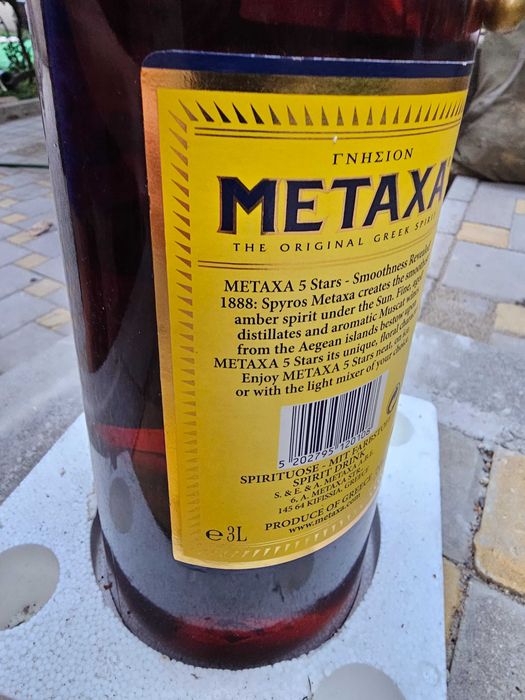 ΓΝΗΣΙΟΝ
METAXA
THE ORIGINAL GREEK SPIRIT
METAXA 5 Stars - Smoothness Revealed
1888: Spyros Metaxa creates the smooth
amber spirit under the Sun. Fine, aged
distillates and aromatic Muscat wines
from the Aegean islands bestow upon
METAXA 5 Stars its unique, floral character.
Enjoy METAXA 5 Stars neat, on ice
or with the light mixer of your choice.
5 202795 120108
SPIRITUOSE - MIT FARBSTOFF
SPIRIT DRINK
S. & E. & A. METAXA
6, A. METAXA STR.
145 64 KIFISSIA, GREECE
PRODUCE OF GREECE
www.metaxa.com
e 3L